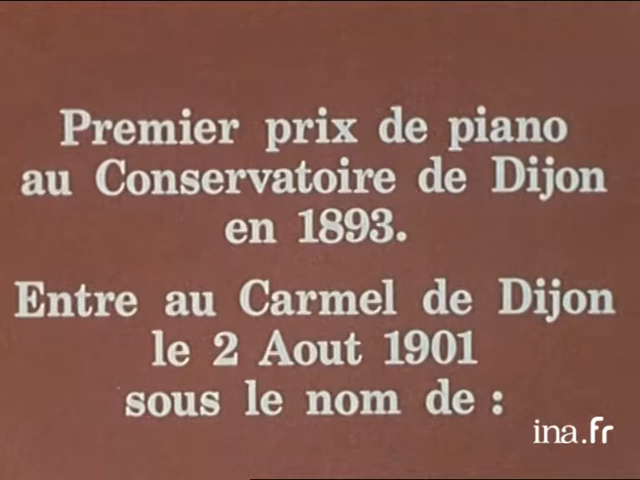 Premier prix de piano
au Conservatoire de Dijon
en 1893.
Entre au Carmel de Dijon
le 2 Aout 1901
sous le nom de :
ina.fr